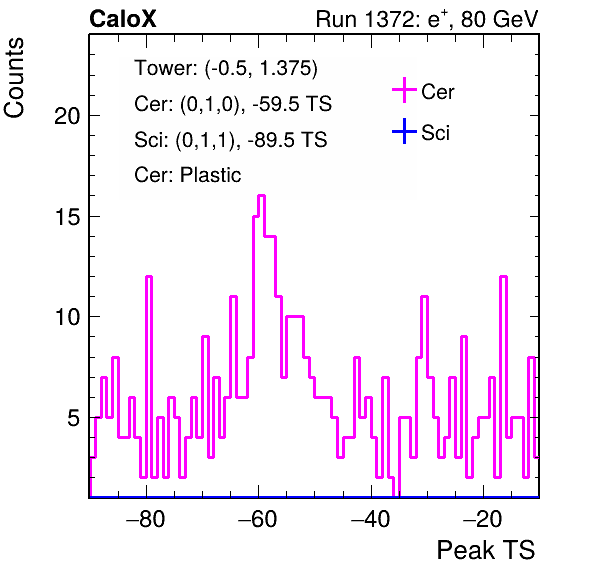 CaloX Run 1372: e⁺, 80 GeV
Counts
Tower: (-0.5, 1.375)
Cer: (0,1,0), -59.5 TS
Sci: (0,1,1), -89.5 TS
Cer: Plastic
Cer
Sci
20
15
10
5
−80 −60 −40 −20
Peak TS